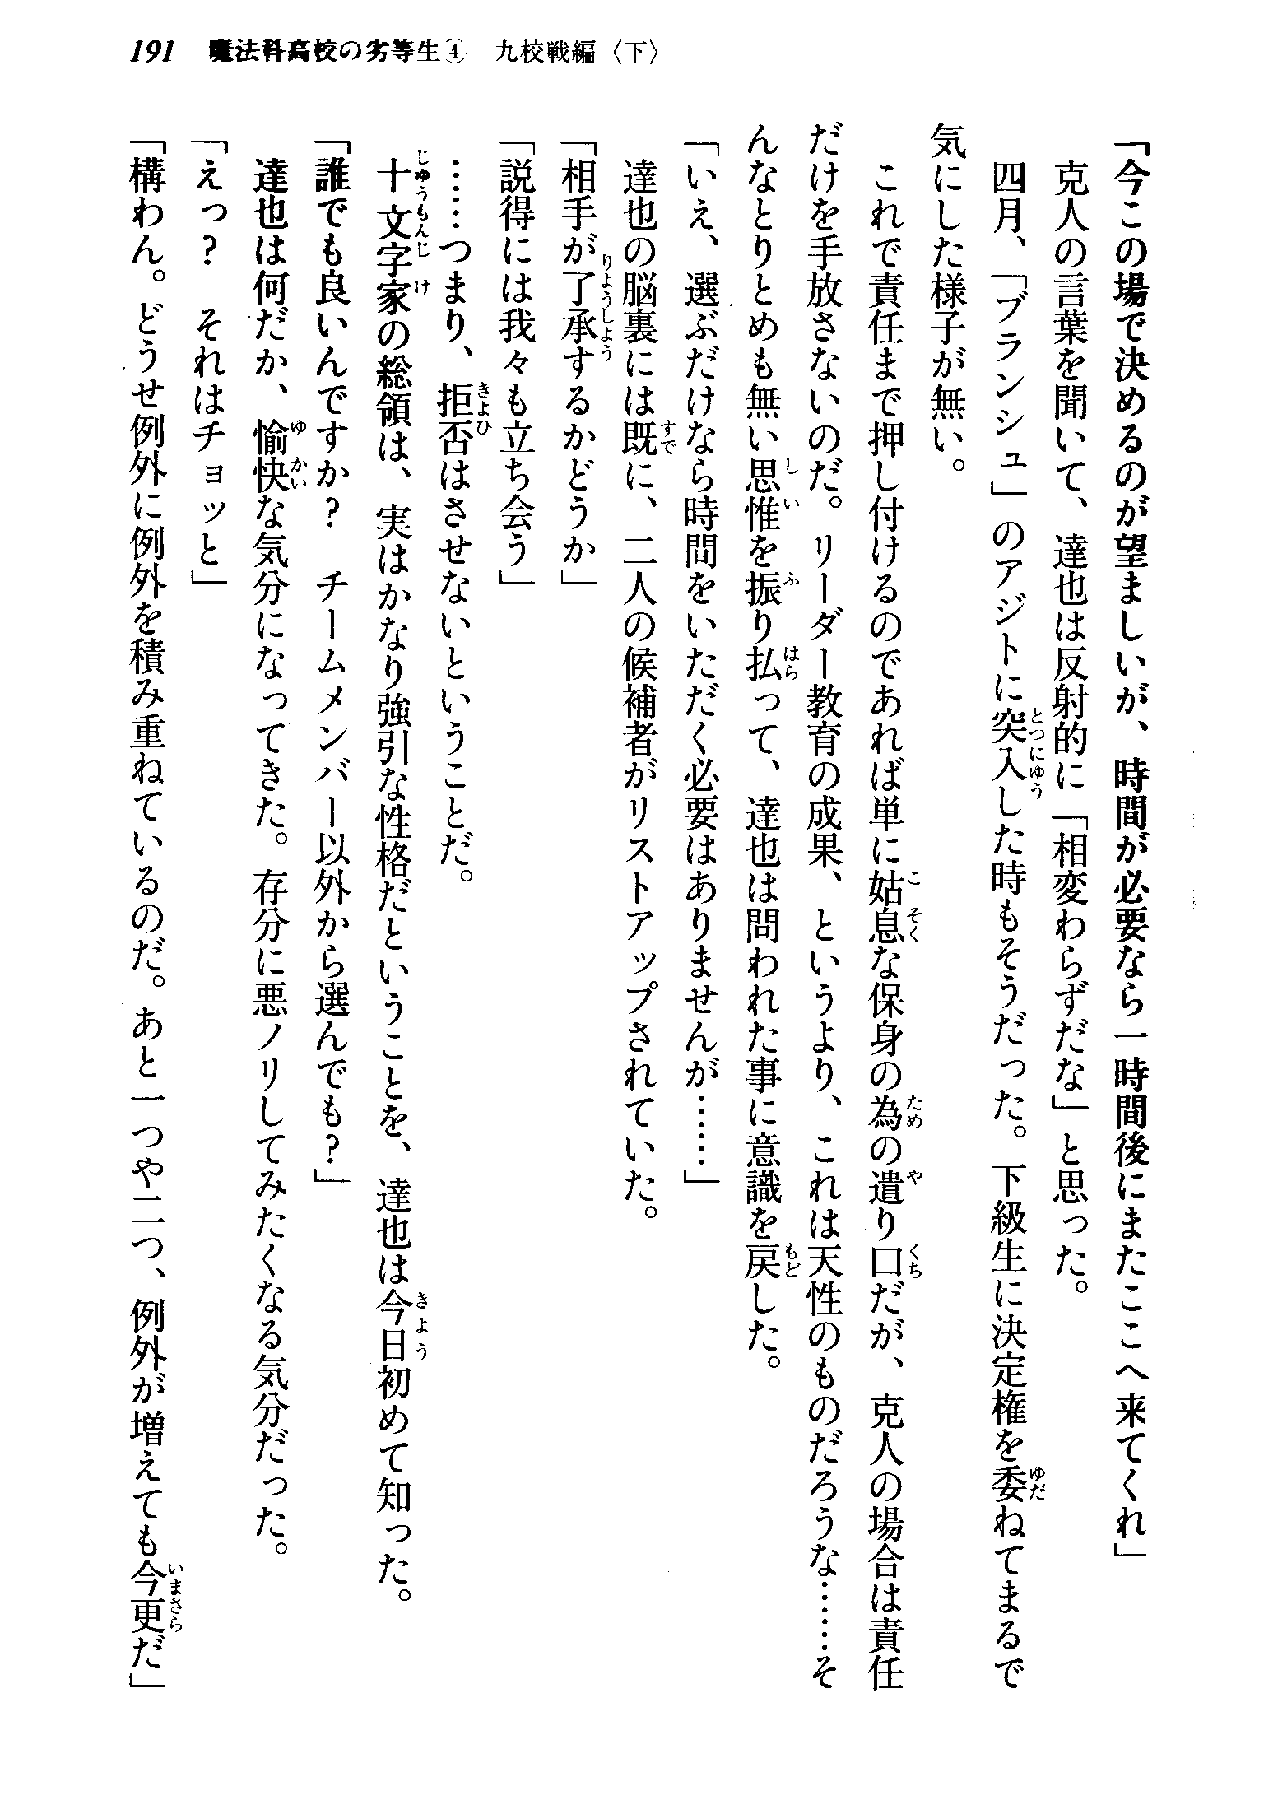 191　魔法科高校の劣等生④　九校戦編〈下〉
「今この場で決めるのが望ましいが、時間が必要なら一時間後にまたここへ来てくれ」
克人の言葉を聞いて、達也は反射的に「相変わらずだな」と思った。
四月、「ブランシュ」のアジトに突入した時もそうだった。下級生に決定権を委ねてまるで
気にした様子が無い。
これで責任まで押し付けるのであれば単に姑息な保身の為の遣り口だが、克人の場合は責任
だけを手放さないのだ。リーダー教育の成果、というより、これは天性のものだろうな……そ
んなとりとめも無い思惟を振り払って、達也は問われた事に意識を戻した。
「いえ、選ぶだけなら時間をいただく必要はありませんが……」
達也の脳裏には既に、二人の候補者がリストアップされていた。
「相手が了承するかどうか」
「説得には我々も立ち会う」
……つまり、拒否はさせないということだ。
十文字家の総領は、実はかなり強引な性格だということを、達也は今日初めて知った。
「誰でも良いんですか？　チームメンバー以外から選んでも？」
達也は何だか、愉快な気分になってきた。存分に悪ノリしてみたくなる気分だった。
「えっ？　それはチョッと」
「構わん。どうせ例外に例外を積み重ねているのだ。あと一つや二つ、例外が増えても今更だ」